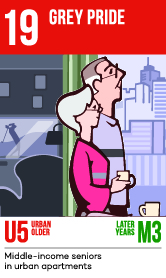 19 GREY PRIDE
U5 URBAN OLDER
LATER YEARS M3
Middle-income seniors
in urban apartments